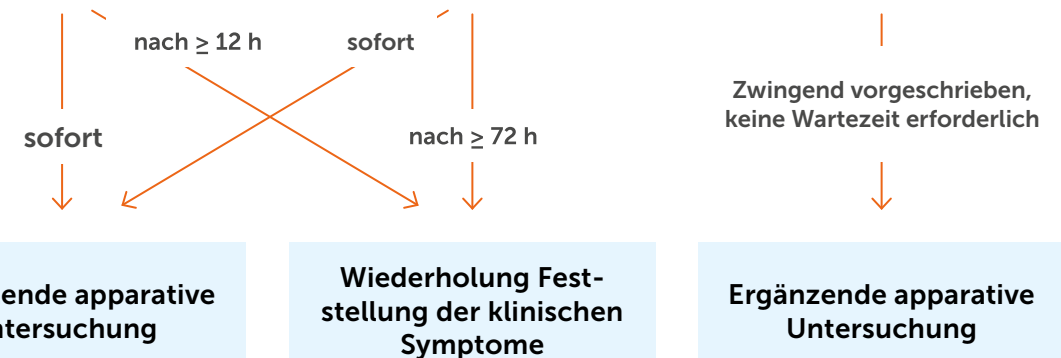 nach ≥ 12 h
sofort
sofort
nach ≥ 72 h
Zwingend vorgeschrieben,
keine Wartezeit erforderlich
apparative
Wiederholung Fest-
stellung der klinischen
Symptome
Ergänzende apparative
Untersuchung